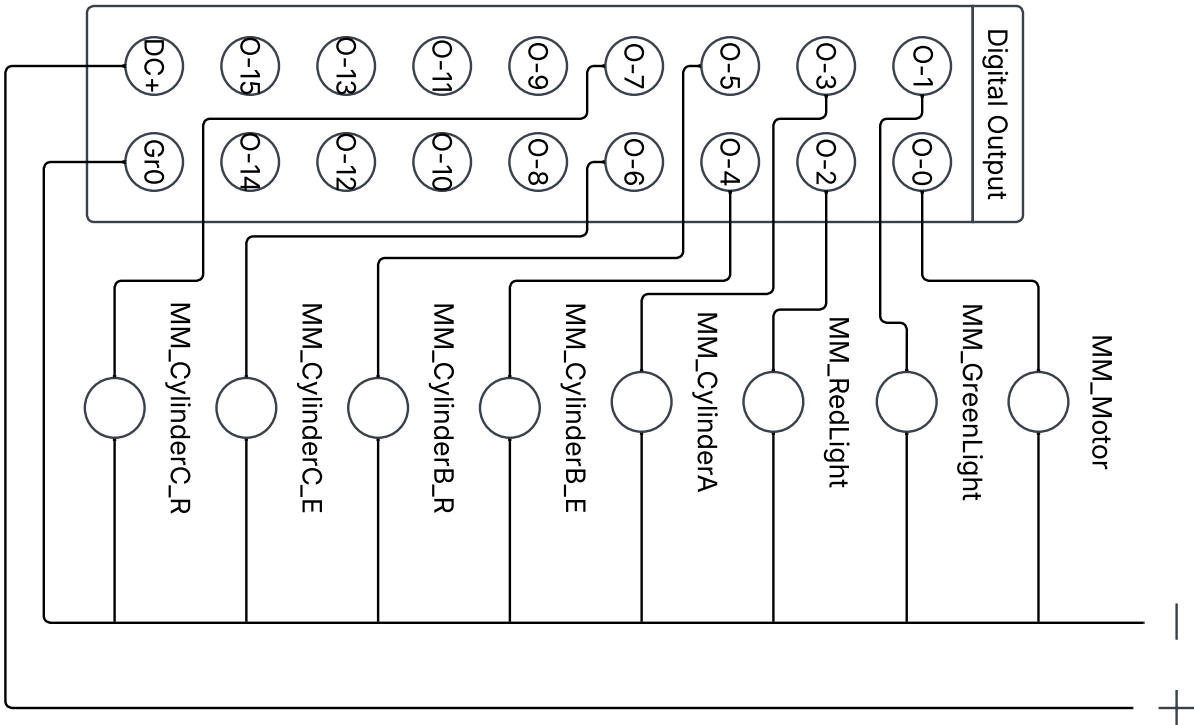 Digital Output
O-1
O-3
O-5
O-7
O-9
O-11
O-13
O-15
DC+
O-0
O-2
O-4
O-6
O-8
O-10
O-12
O-14
Gr0
MM_Motor
MM_GreenLight
MM_RedLight
MM_CylinderA
MM_CylinderB_E
MM_CylinderB_R
MM_CylinderC_E
MM_CylinderC_R